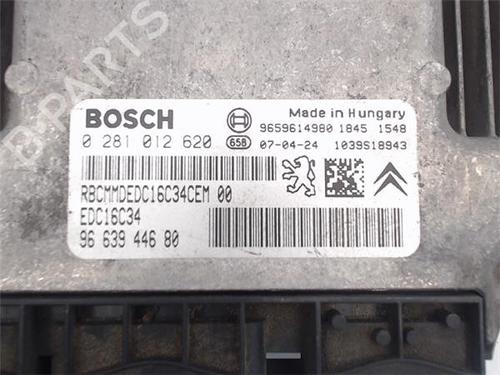 BOSCH
Made in Hungary
9659614980 1845 1548
0 281 012 620
658
07-04-24 1039S18943
RBCMMDEDC16C34CEM 00
EDC16C34
96 639 446 80